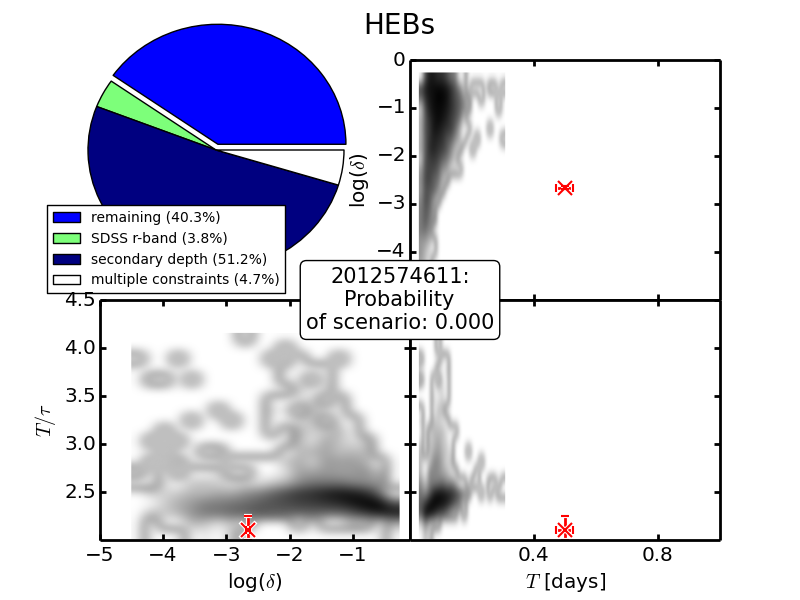 HEBs
remaining (40.3%)
SDSS r-band (3.8%)
secondary depth (51.2%)
multiple constraints (4.7%)
log(δ)
0
−1
−2
−3
−4
2012574611:
Probability
of scenario: 0.000
T/τ
4.5
4.0
3.5
3.0
2.5
−5
−4
−3
−2
−1
log(δ)
0.4
0.8
T [days]